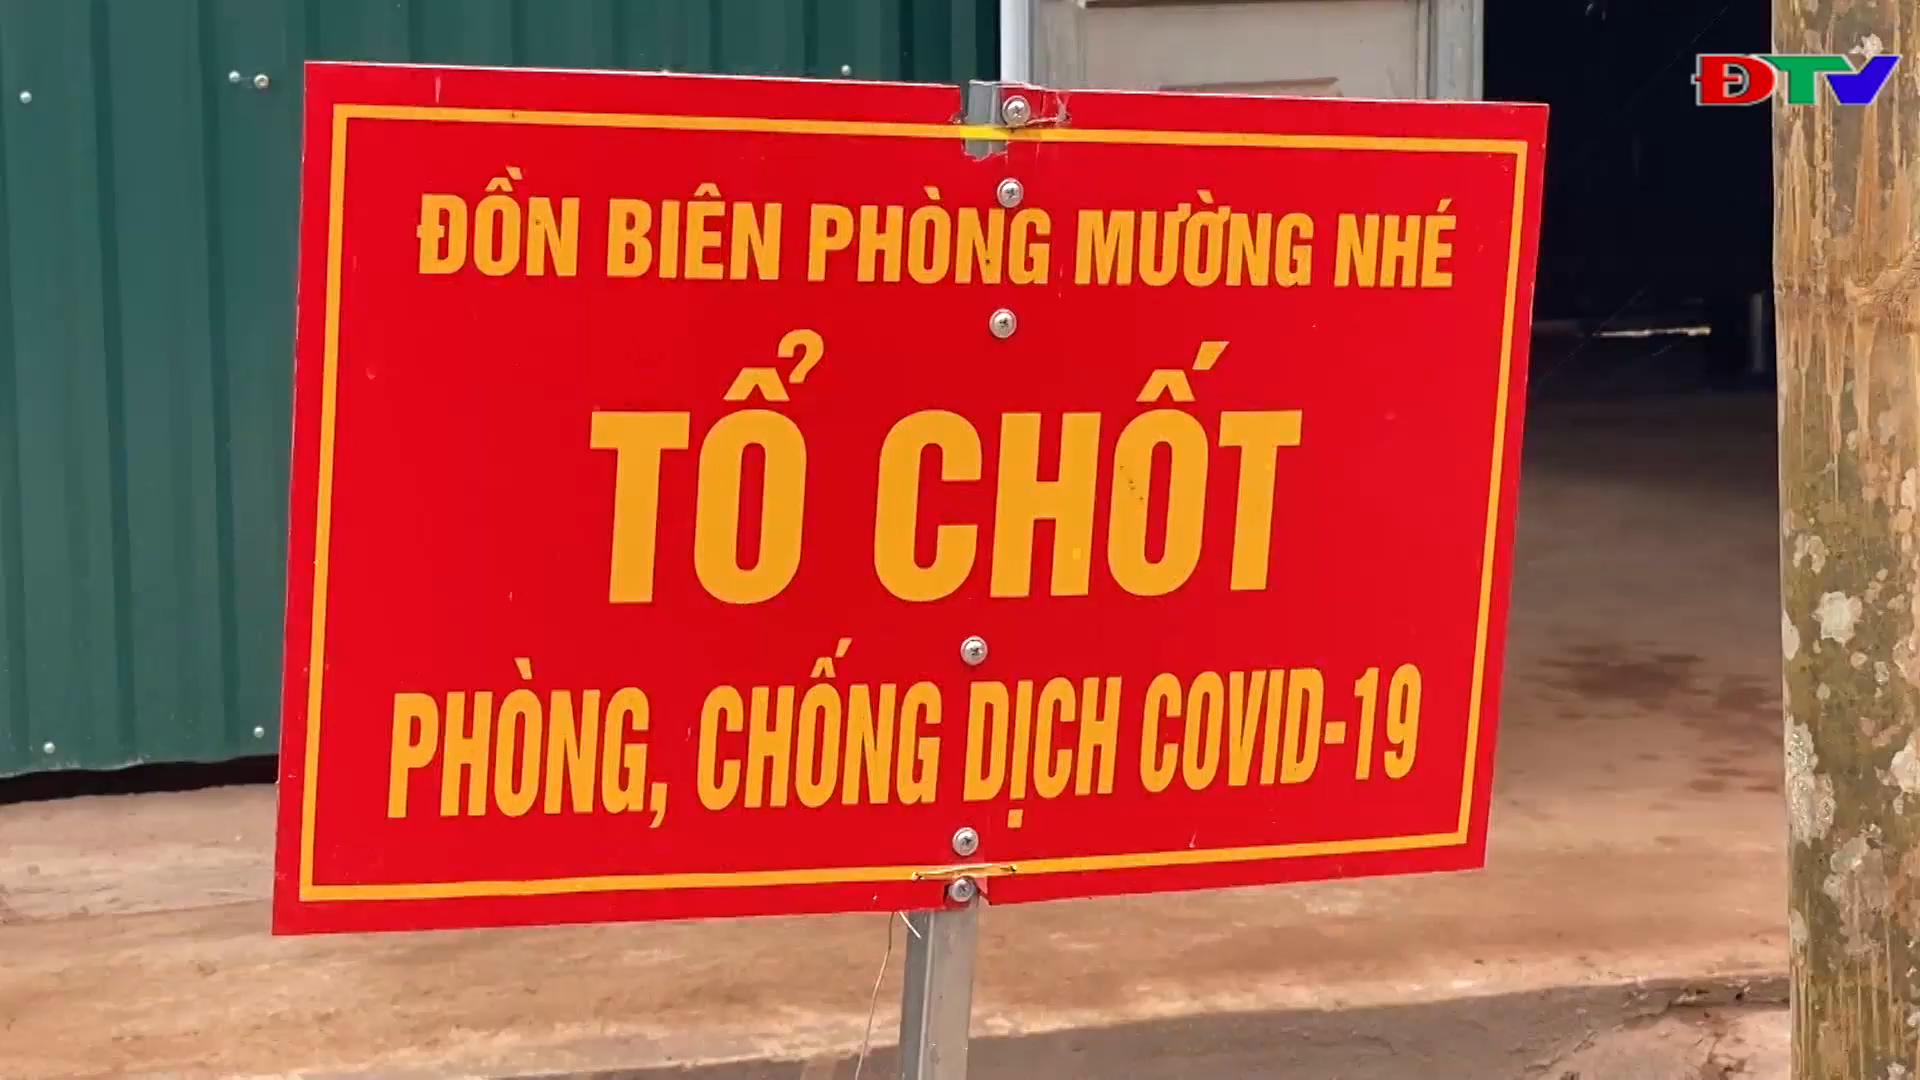 ĐTV
ĐỒN BIÊN PHÒNG MƯỜNG NHÉ
TỔ CHỐT
PHÒNG, CHỐNG DỊCH COVID-19